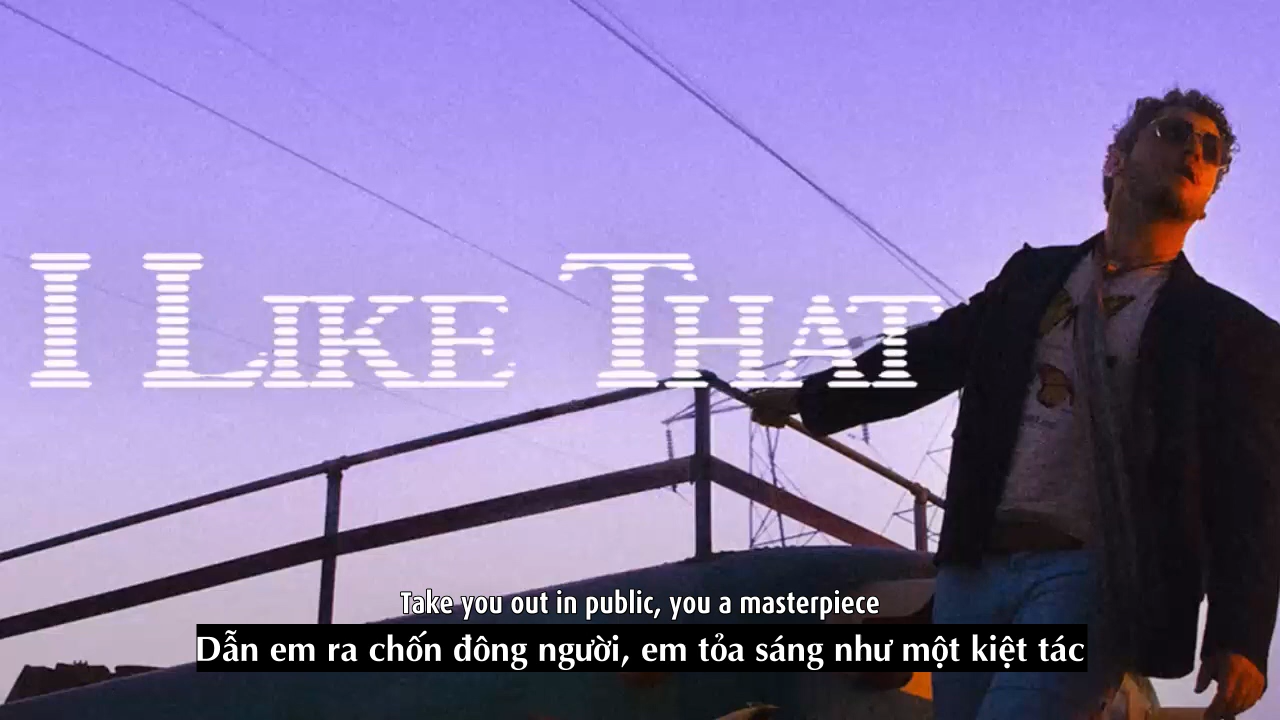 I LIKE THAT
Take you out in public, you a masterpiece
Dẫn em ra chốn đông người, em tỏa sáng như một kiệt tác